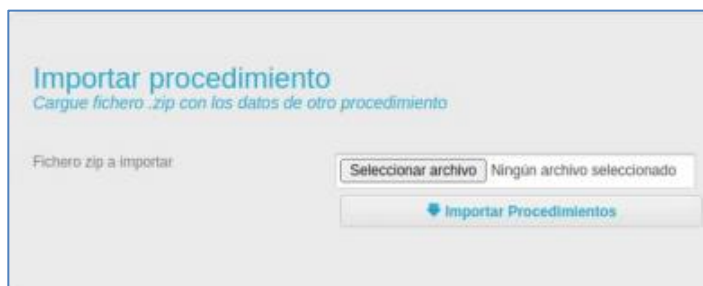 Importar procedimiento
Cargue fichero .zip con los datos de otro procedimiento
Fichero zip a importar
Seleccionar archivo Ningún archivo seleccionado
Importar Procedimientos